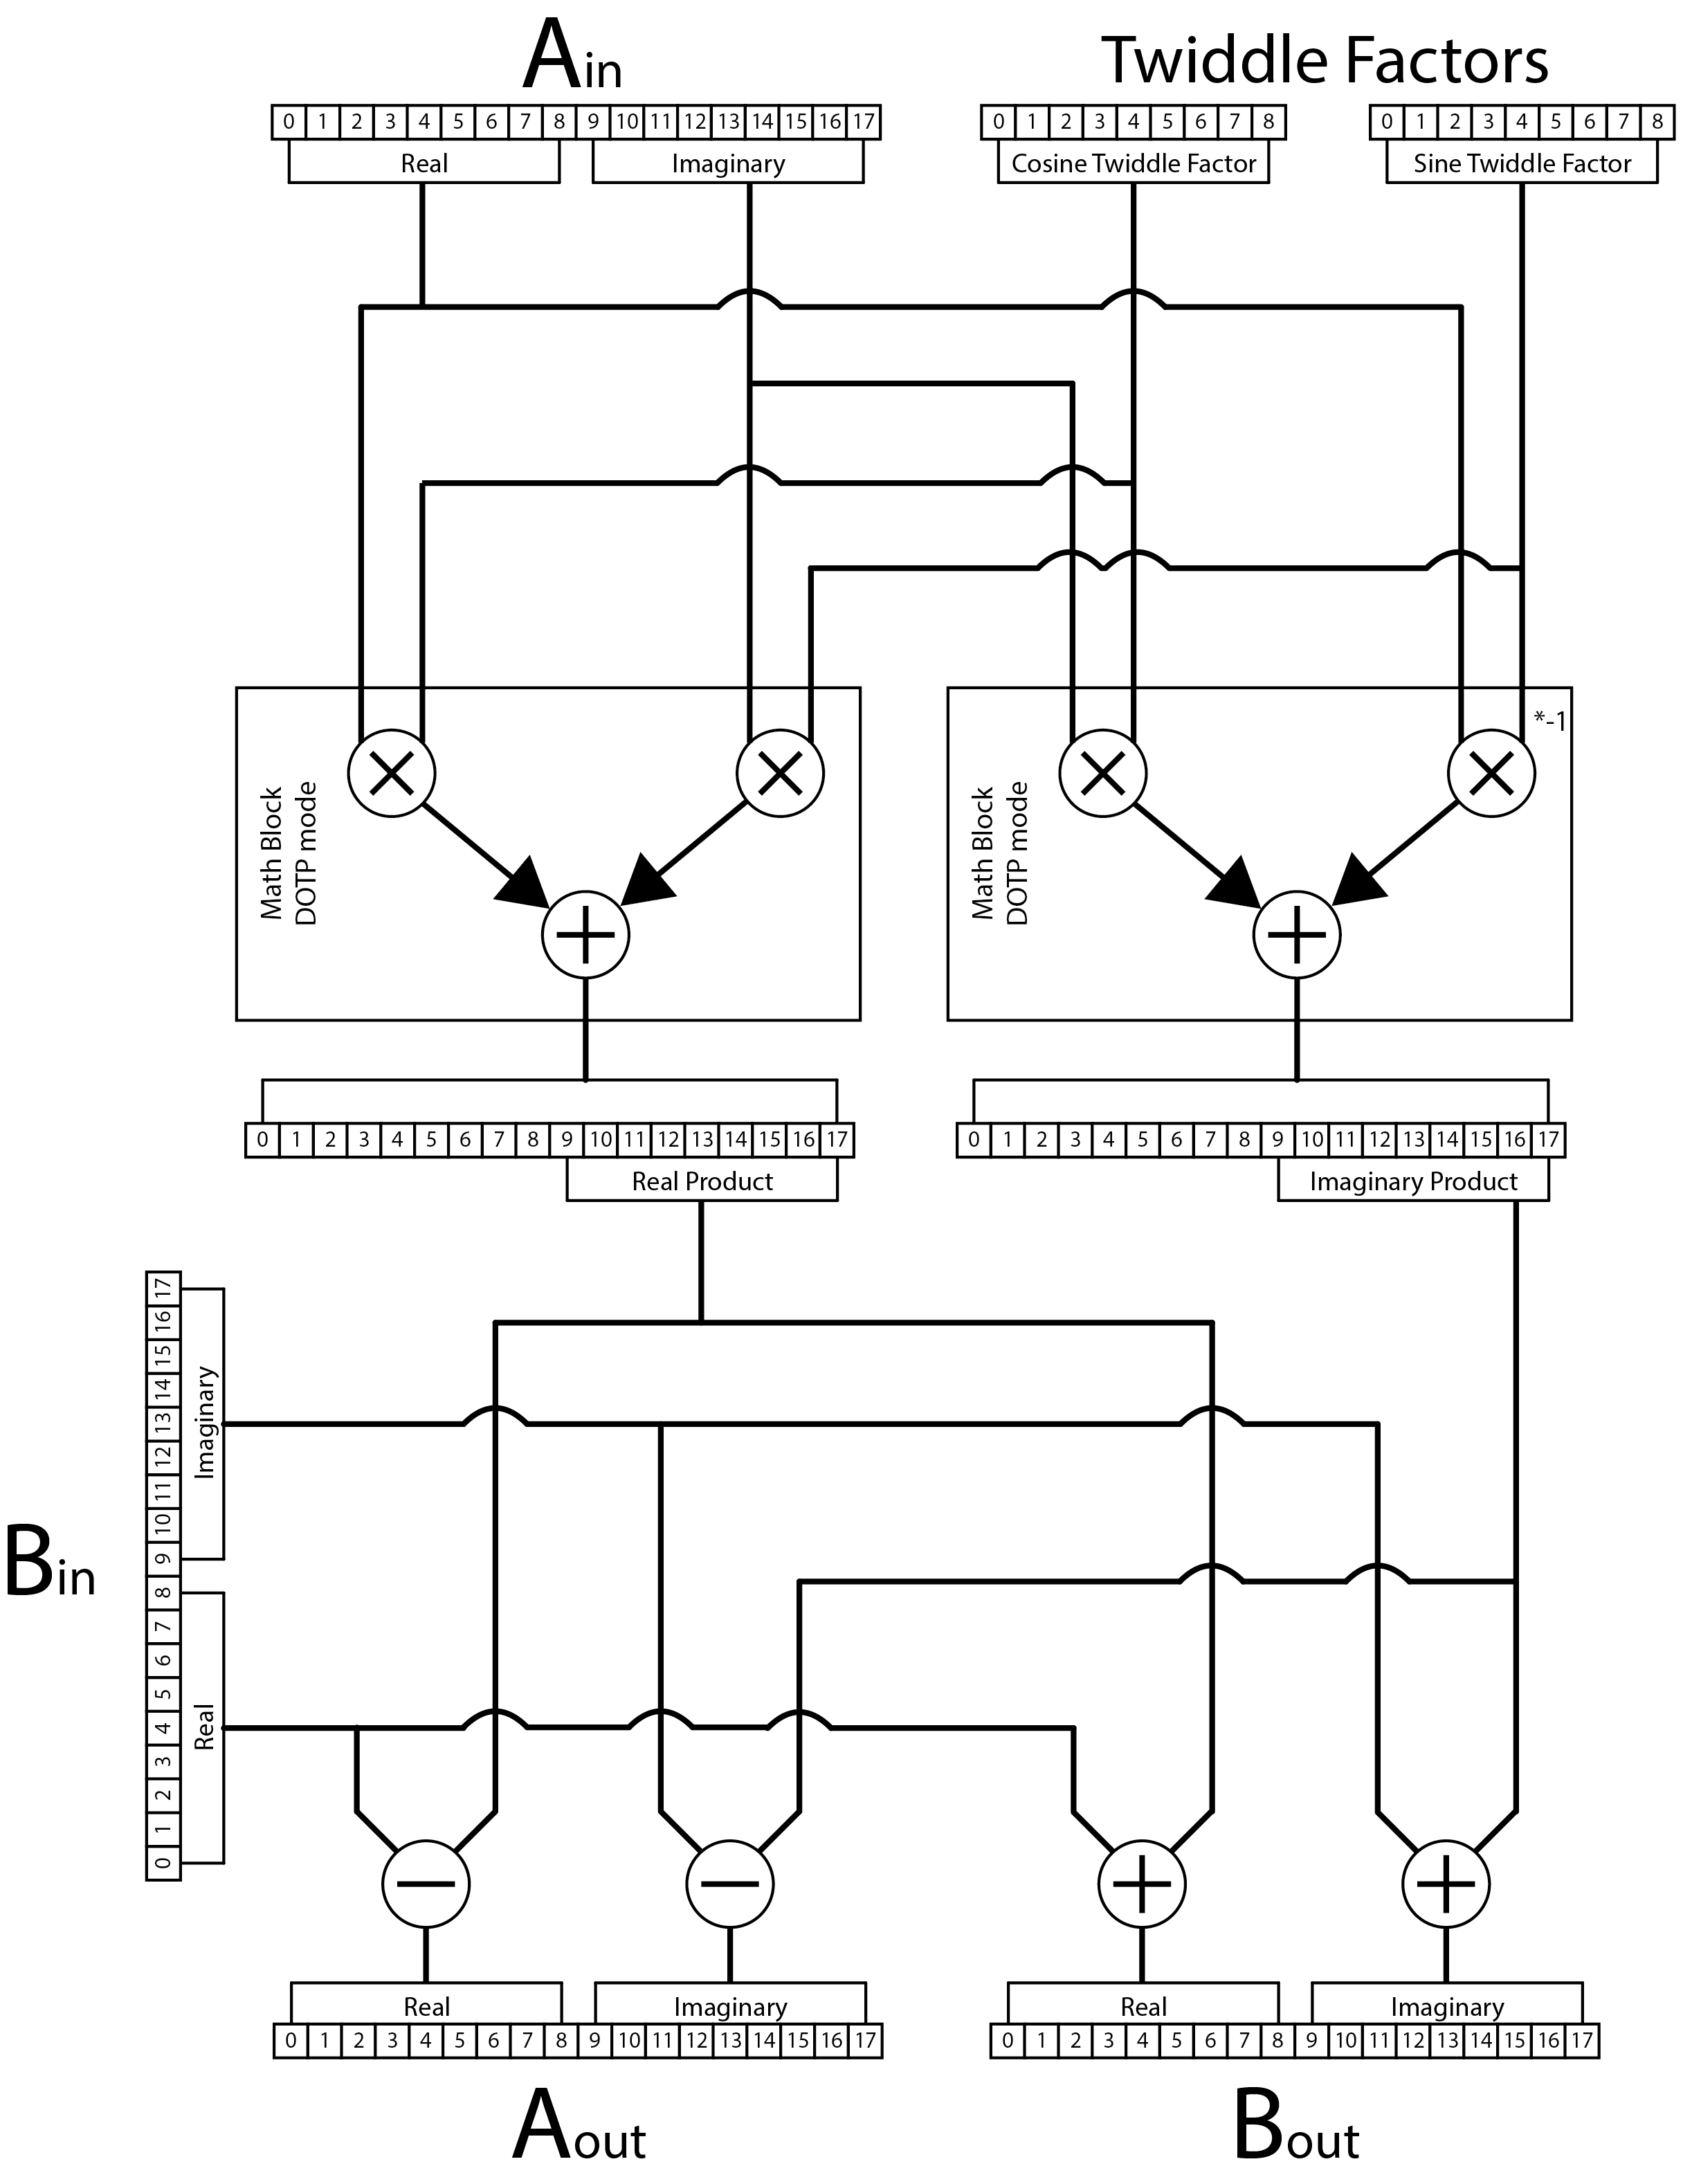 Ain
Twiddle Factors
0 1 2 3 4 5 6 7 8 9 10 11 12 13 14 15 16 17
0 1 2 3 4 5 6 7 8
0 1 2 3 4 5 6 7 8
Real
Imaginary
Cosine Twiddle Factor
Sine Twiddle Factor
Math Block
DOTP mode
Math Block
DOTP mode
*-1
0 1 2 3 4 5 6 7 8 9 10 11 12 13 14 15 16 17
0 1 2 3 4 5 6 7 8 9 10 11 12 13 14 15 16 17
Real Product
Imaginary Product
Bin
0 1 2 3 4 5 6 7 8 9 10 11 12 13 14 15 16 17
Real
Imaginary
Real
Imaginary
Real
Imaginary
0 1 2 3 4 5 6 7 8 9 10 11 12 13 14 15 16 17
0 1 2 3 4 5 6 7 8 9 10 11 12 13 14 15 16 17
Aout
Bout